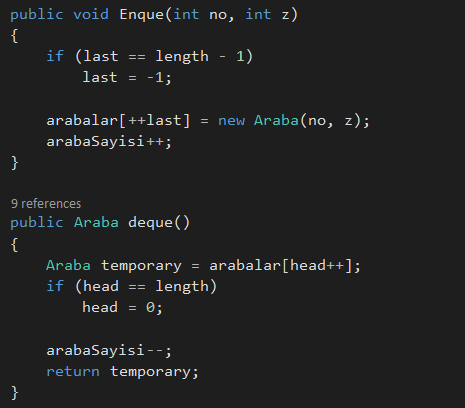 public void Enque(int no, int z)
{
    if (last == length - 1)
        last = -1;

    arabalar[++last] = new Araba(no, z);
    arabaSayisi++;
}

9 references
public Araba deque()
{
    Araba temporary = arabalar[head++];
    if (head == length)
        head = 0;

    arabaSayisi--;
    return temporary;
}